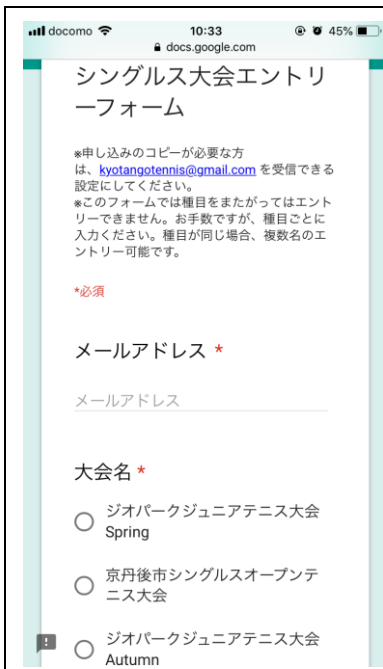 docomo 10:33 45%
docs.google.com
シングルス大会エントリ
ーフォーム
※申し込みのコピーが必要な方
は、kyotangotennis@gmail.com を受信できる
設定にしてください。
※このフォームでは種目をまたがってはエント
リーできません。お手数ですが、種目ごとに
入力ください。種目が同じ場合、複数名のエ
ントリー可能です。
*必須
メールアドレス *
メールアドレス
大会名 *
ジオパークジュニアテニス大会
Spring
京丹後市シングルスオープンテ
ニス大会
ジオパークジュニアテニス大会
Autumn